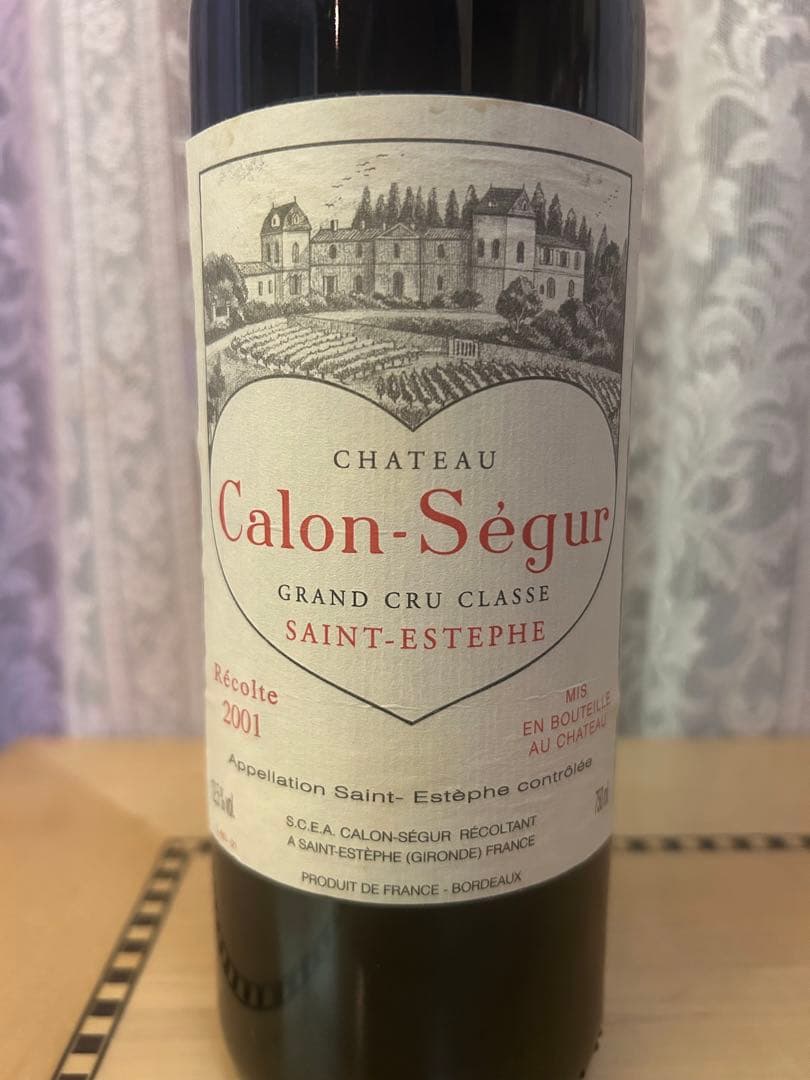 CHATEAU
Calon-Ségur
GRAND CRU CLASSE
SAINT-ESTEPHE
Récolte
2001
MIS
EN BOUTEILLE
AU CHATEAU
Appellation Saint- Estèphe contrôlée
750ml
S.C.E.A. CALON-SÉGUR RÉCOLTANT
A SAINT-ESTÈPHE (GIRONDE) FRANCE
PRODUIT DE FRANCE - BORDEAUX